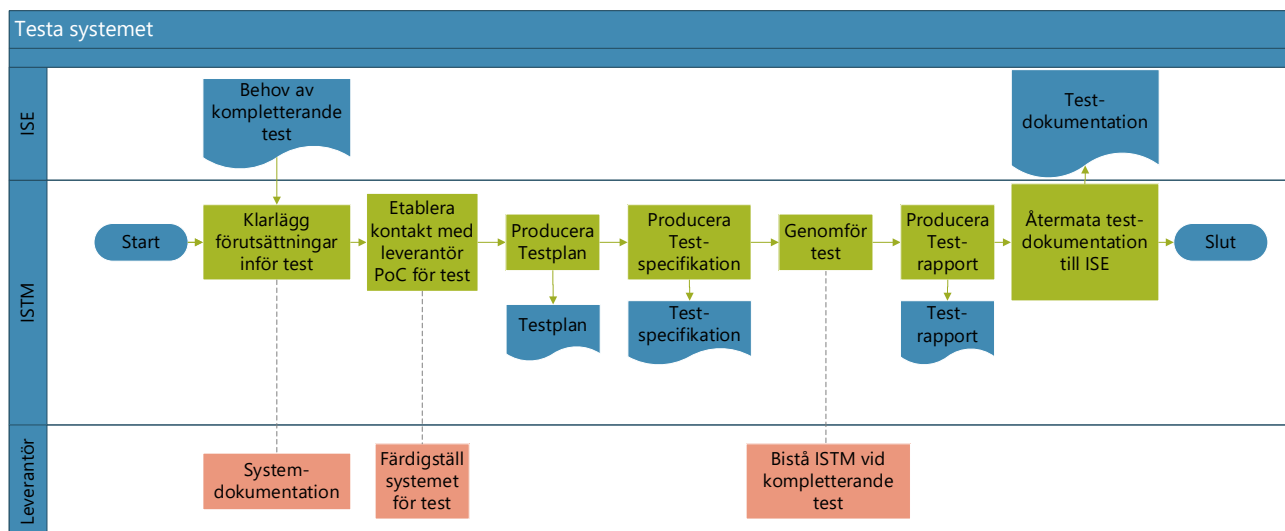 Testa systemet
ISE
Behov av
kompletterande
test
Test-
dokumentation
ISTM
Start
Klarlägg
förutsättningar
inför test
Etablera
kontakt med
leverantör
PoC för test
Producera
Testplan
Producera
Test-
specifikation
Genomför
test
Producera
Test-
rapport
Återmata test-
dokumentation
till ISE
Slut
Testplan
Test-
specifikation
Test-
rapport
Leverantör
System-
dokumentation
Färdigställ
systemet
för test
Bistå ISTM vid
kompletterande
test